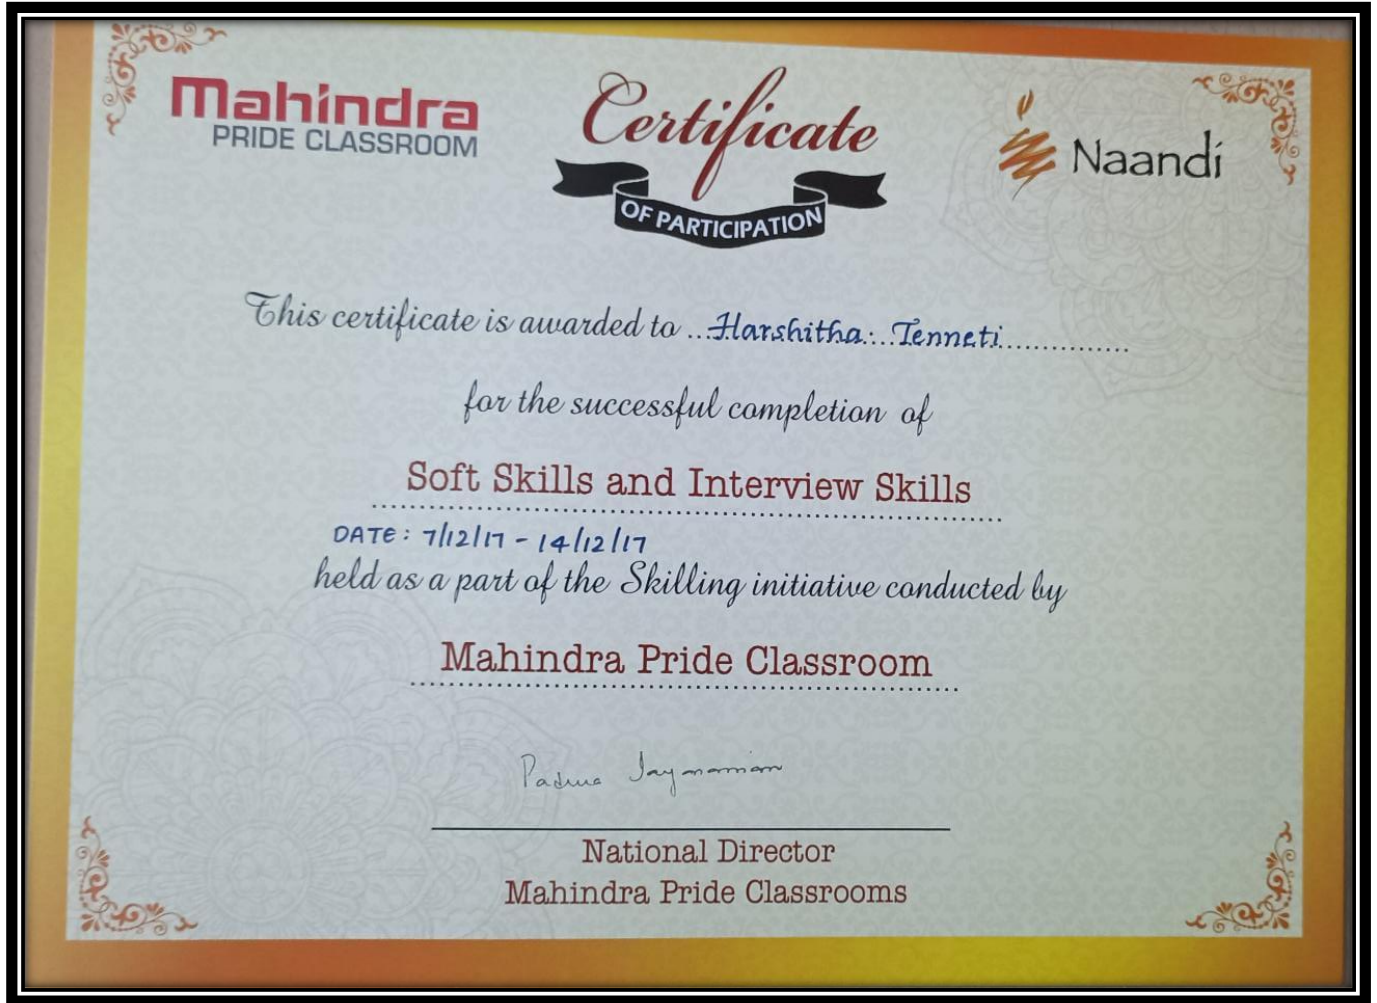 Mahindra
PRIDE CLASSROOM
Certificate
OF PARTICIPATION
Naandi
This certificate is awarded to ...Harshitha...Tenneti................
for the successful completion of
Soft Skills and Interview Skills
DATE: 7/12/17 - 14/12/17
held as a part of the Skilling initiative conducted by
Mahindra Pride Classroom
Padma
National Director
Mahindra Pride Classrooms